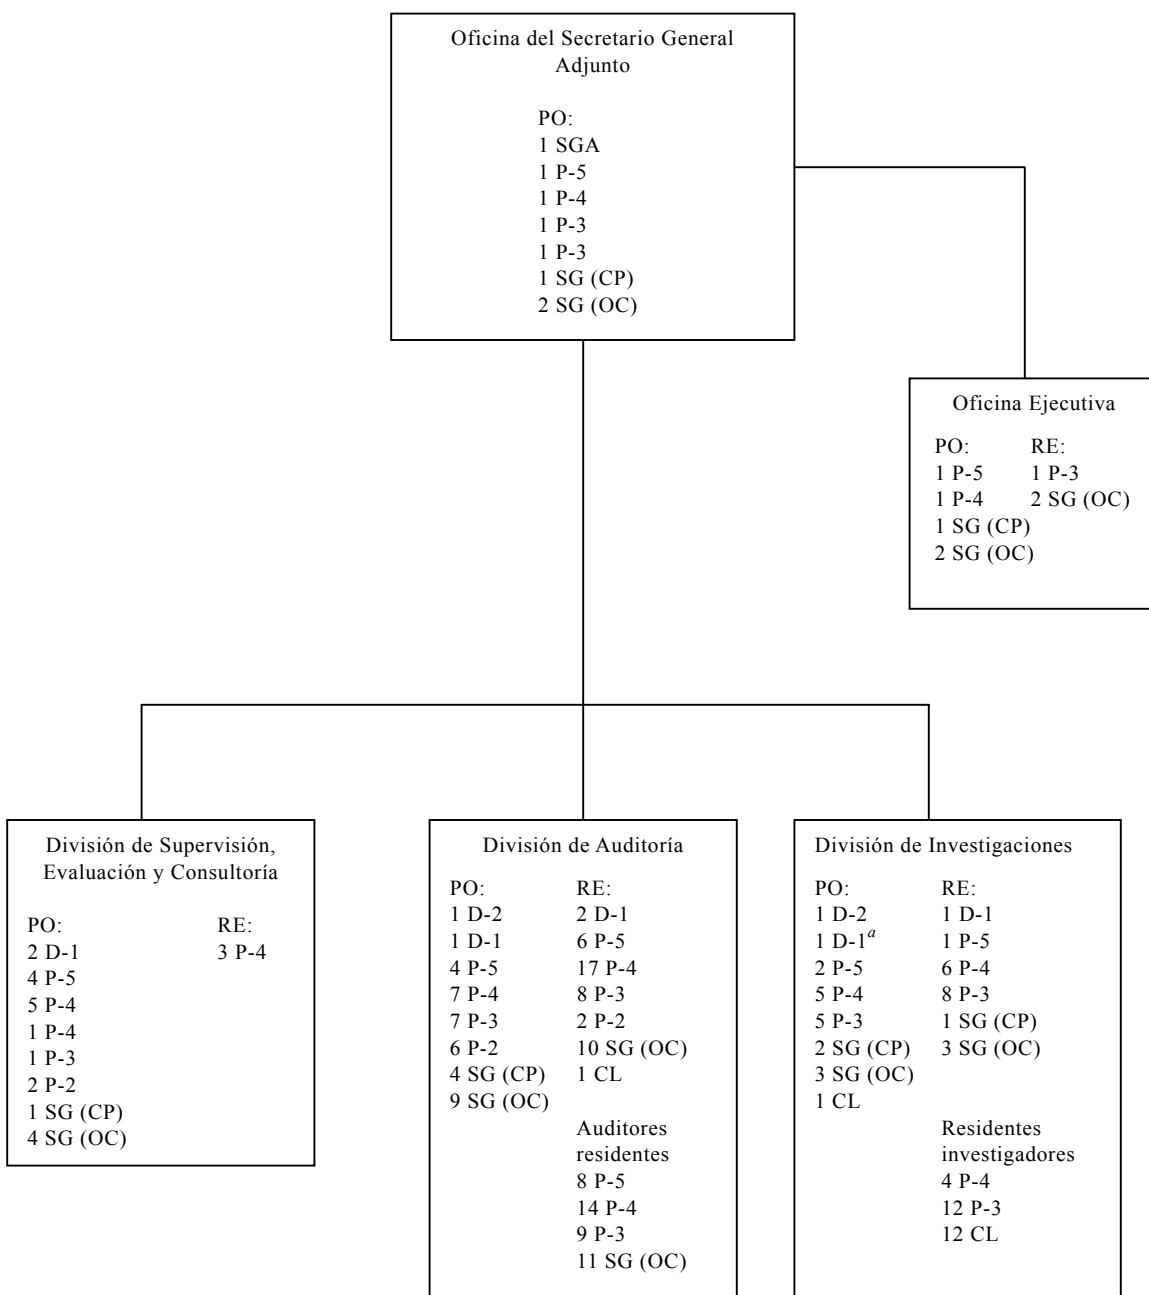 Oficina del Secretario General
Adjunto
PO:
1 SGA
1 P-5
1 P-4
1 P-3
1 P-3
1 SG (CP)
2 SG (OC)
Oficina Ejecutiva
PO:
1 P-5
1 P-4
1 SG (CP)
2 SG (OC)
RE:
1 P-3
2 SG (OC)
División de Supervisión,
Evaluación y Consultoría
PO:
2 D-1
4 P-5
5 P-4
1 P-4
1 P-3
2 P-2
1 SG (CP)
4 SG (OC)
RE:
3 P-4
División de Auditoría
PO:
1 D-2
1 D-1
4 P-5
7 P-4
7 P-3
6 P-2
4 SG (CP)
9 SG (OC)
RE:
2 D-1
6 P-5
17 P-4
8 P-3
2 P-2
10 SG (OC)
1 CL
Auditores
residentes
8 P-5
14 P-4
9 P-3
11 SG (OC)
División de Investigaciones
PO:
1 D-2
1 D-1a
2 P-5
5 P-4
5 P-3
2 SG (CP)
3 SG (OC)
1 CL
RE:
1 D-1
1 P-5
6 P-4
8 P-3
1 SG (CP)
3 SG (OC)
Residentes
investigadores
4 P-4
12 P-3
12 CL